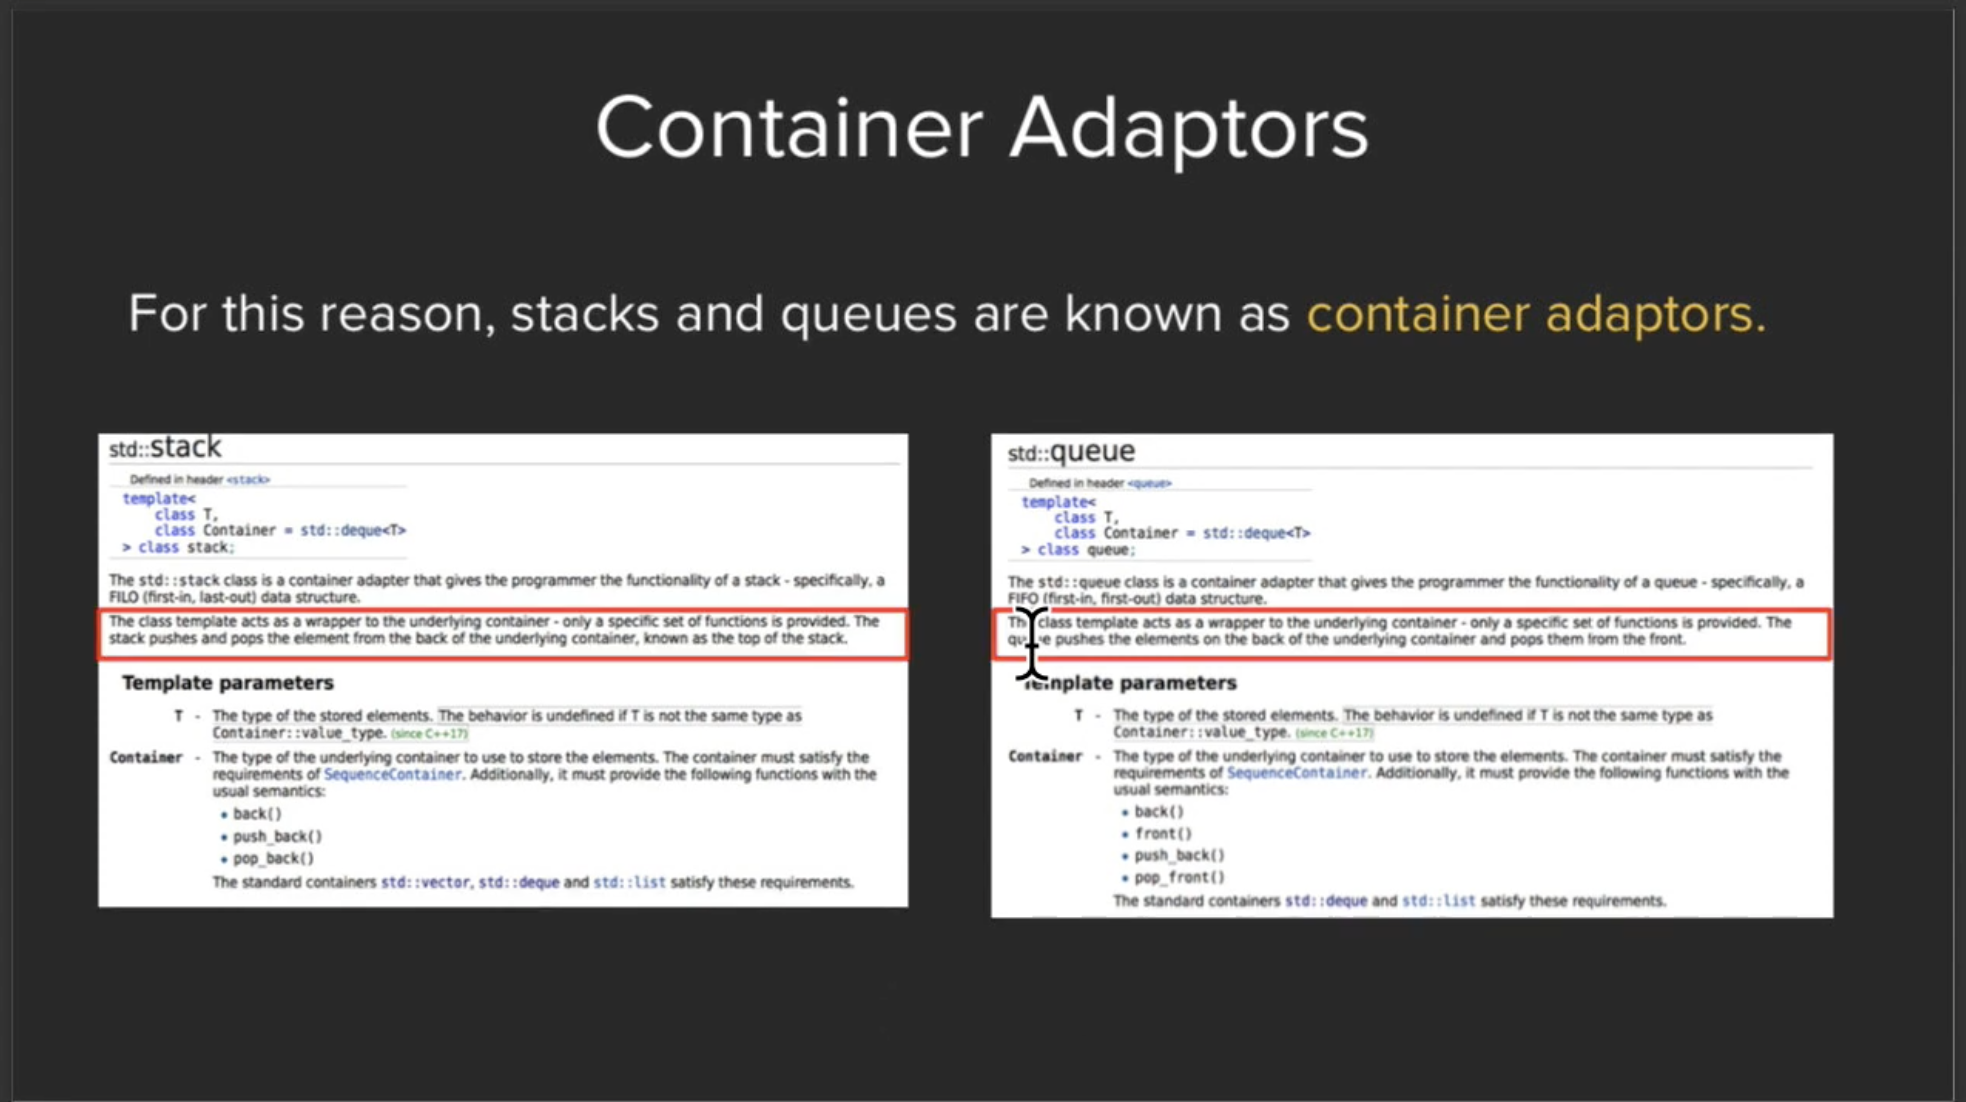 Container Adaptors
For this reason, stacks and queues are known as container adaptors.
std::stack
Defined in header <stack>
template<
class T,
class Container = std::deque<T>
> class stack;
The std::stack class is a container adapter that gives the programmer the functionality of a stack - specifically, a
FILO (first-in, last-out) data structure.
The class template acts as a wrapper to the underlying container - only a specific set of functions is provided. The
stack pushes and pops the element from the back of the underlying container, known as the top of the stack.
Template parameters
T - The type of the stored elements. The behavior is undefined if T is not the same type as
Container::value_type. (since C++17)
Container - The type of the underlying container to use to store the elements. The container must satisfy the
requirements of SequenceContainer. Additionally, it must provide the following functions with the
usual semantics:
• back()
• push_back()
• pop_back()
The standard containers std::vector, std::deque and std::list satisfy these requirements.
std::queue
Defined in header <queue>
template<
class T,
class Container = std::deque<T>
> class queue;
The std::queue class is a container adapter that gives the programmer the functionality of a queue - specifically, a
FIFO (first-in, first-out) data structure.
The class template acts as a wrapper to the underlying container - only a specific set of functions is provided. The
queue pushes the elements on the back of the underlying container and pops them from the front.
Template parameters
T - The type of the stored elements. The behavior is undefined if T is not the same type as
Container::value_type. (since C++17)
Container - The type of the underlying container to use to store the elements. The container must satisfy the
requirements of SequenceContainer. Additionally, it must provide the following functions with the
usual semantics:
• back()
• front()
• push_back()
• pop_front()
The standard containers std::deque and std::list satisfy these requirements.